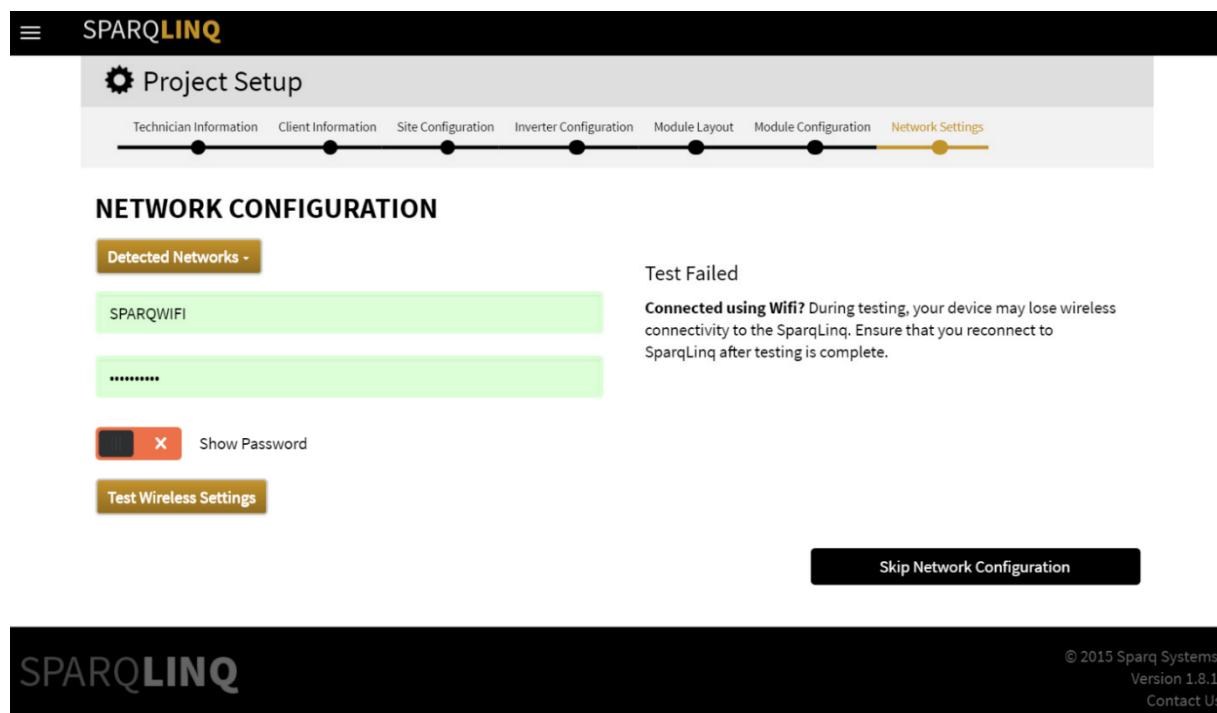 SPARQLINQ
Project Setup
Technician Information Client Information Site Configuration Inverter Configuration Module Layout Module Configuration Network Settings
NETWORK CONFIGURATION
Detected Networks -
SPARQWIFI
••••••••••
Show Password
Test Wireless Settings
Test Failed
Connected using Wifi? During testing, your device may lose wireless
connectivity to the SparqLinq. Ensure that you reconnect to
SparqLinq after testing is complete.
Skip Network Configuration
SPARQLINQ
© 2015 Sparq Systems
Version 1.8.1
Contact Us